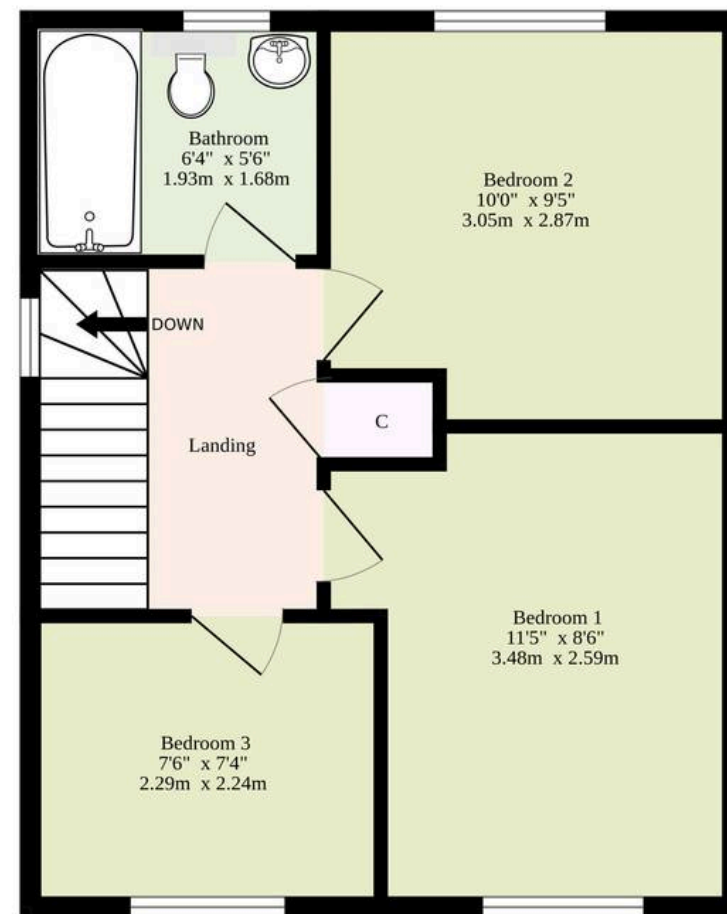 Bathroom
6'4" x 5'6"
1.93m x 1.68m
Bedroom 2
10'0" x 9'5"
3.05m x 2.87m
DOWN
C
Landing
Bedroom 1
11'5" x 8'6"
3.48m x 2.59m
Bedroom 3
7'6" x 7'4"
2.29m x 2.24m